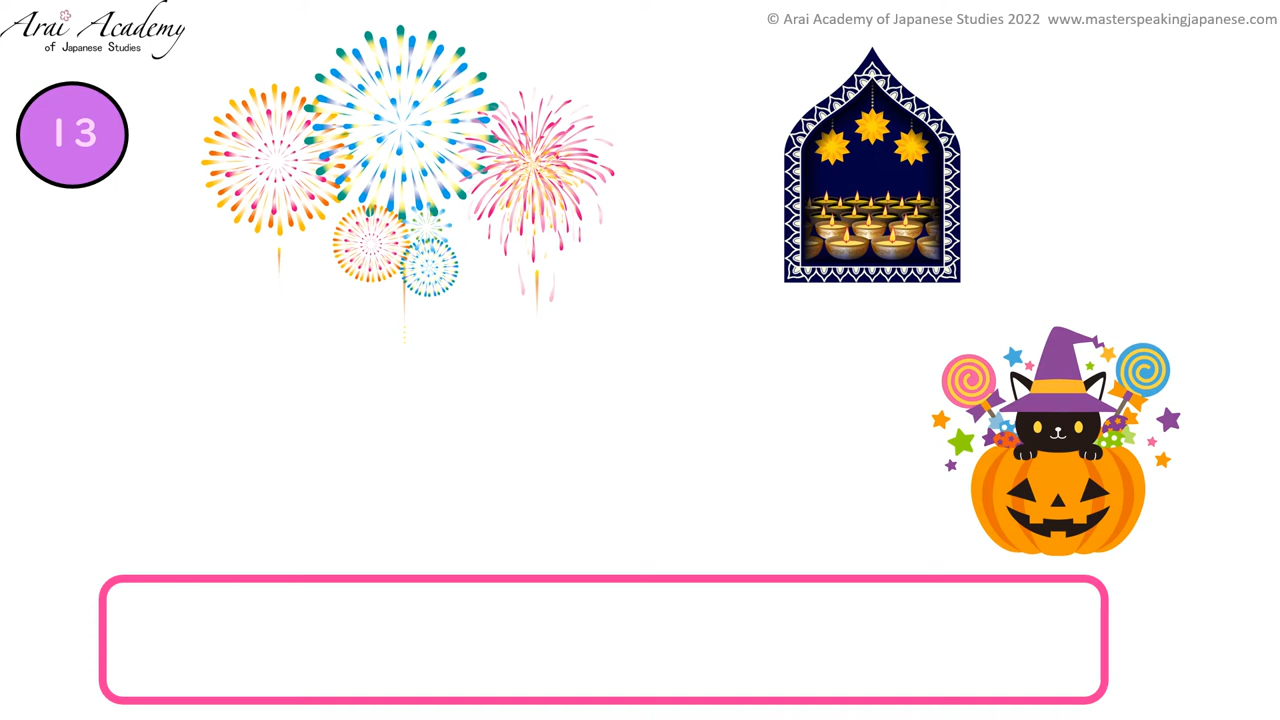 Arai Academy
of Japanese Studies
© Arai Academy of Japanese Studies 2022 www.masterspeakingjapanese.com
13